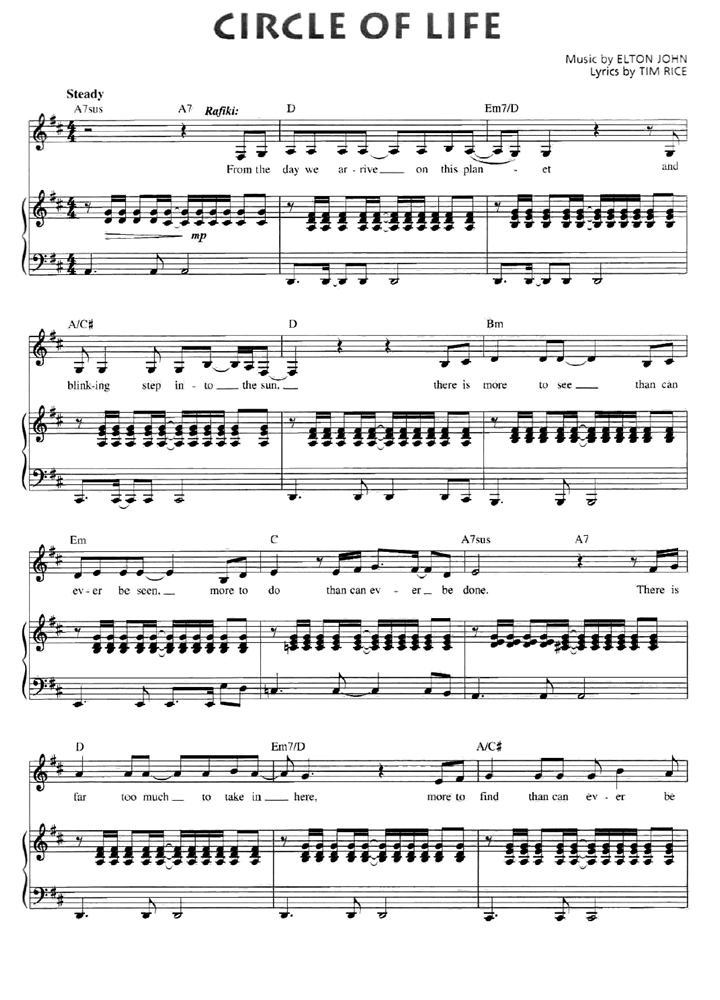 CIRCLE OF LIFE
Music by ELTON JOHN
Lyrics by TIM RICE
Steady
A7sus A7 Rafiki: D Em7/D
From the day we ar - rive on this plan - et and
mp
A/C♯ D Bm
blink-ing step in - to the sun, there is more to see than can
Em C A7sus A7
ev - er be seen, more to do than can ev - er be done. There is
D Em7/D A/C♯
far too much to take in here, more to find than can ev - er be